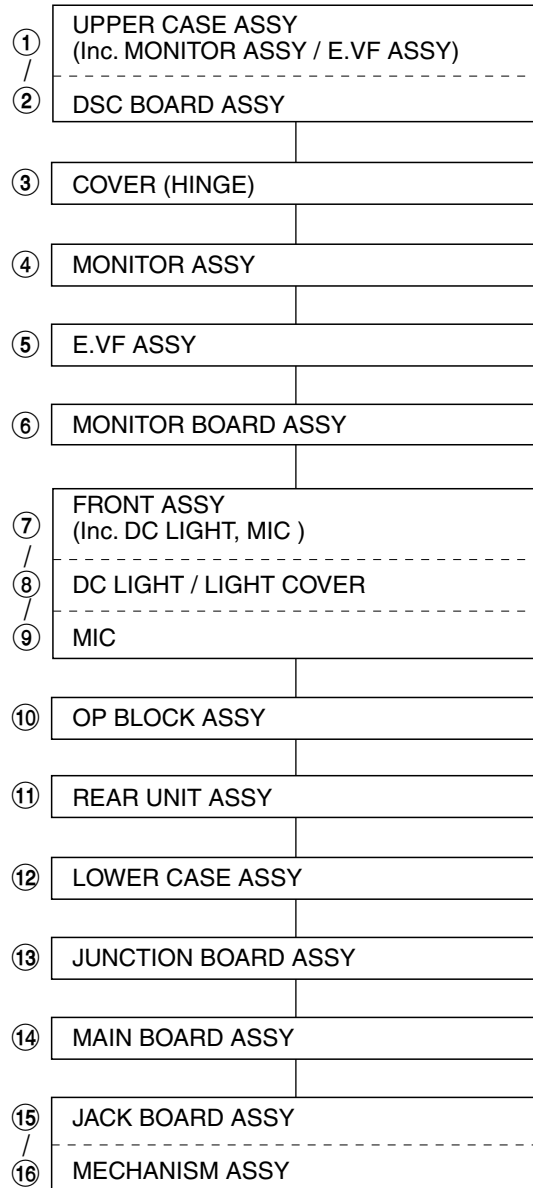 ① UPPER CASE ASSY
(Inc. MONITOR ASSY / E.VF ASSY)
/
② DSC BOARD ASSY
③ COVER (HINGE)
④ MONITOR ASSY
⑤ E.VF ASSY
⑥ MONITOR BOARD ASSY
⑦ FRONT ASSY
(Inc. DC LIGHT, MIC )
/
⑧ DC LIGHT / LIGHT COVER
/
⑨ MIC
⑩ OP BLOCK ASSY
⑪ REAR UNIT ASSY
⑫ LOWER CASE ASSY
⑬ JUNCTION BOARD ASSY
⑭ MAIN BOARD ASSY
⑮ JACK BOARD ASSY
/
⑯ MECHANISM ASSY